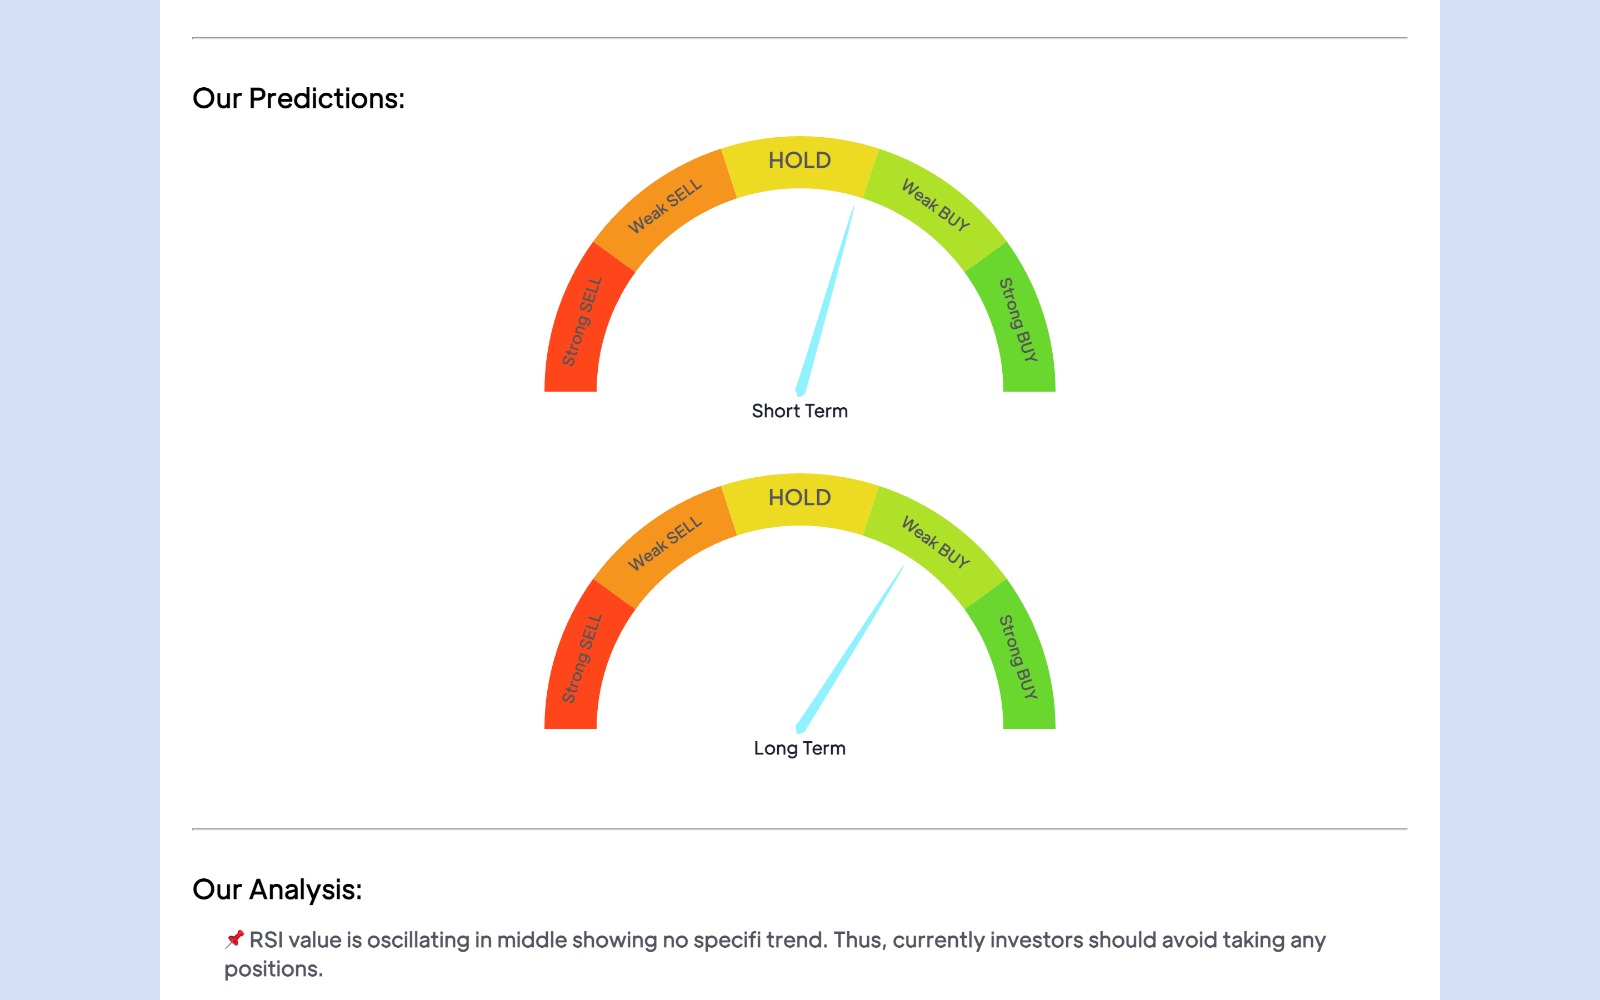 Our Predictions:
HOLD
Weak SELL
Weak BUY
Strong SELL
Strong BUY
Short Term
HOLD
Weak SELL
Weak BUY
Strong SELL
Strong BUY
Long Term
Our Analysis:
📌 RSI value is oscillating in middle showing no specifi trend. Thus, currently investors should avoid taking any
positions.